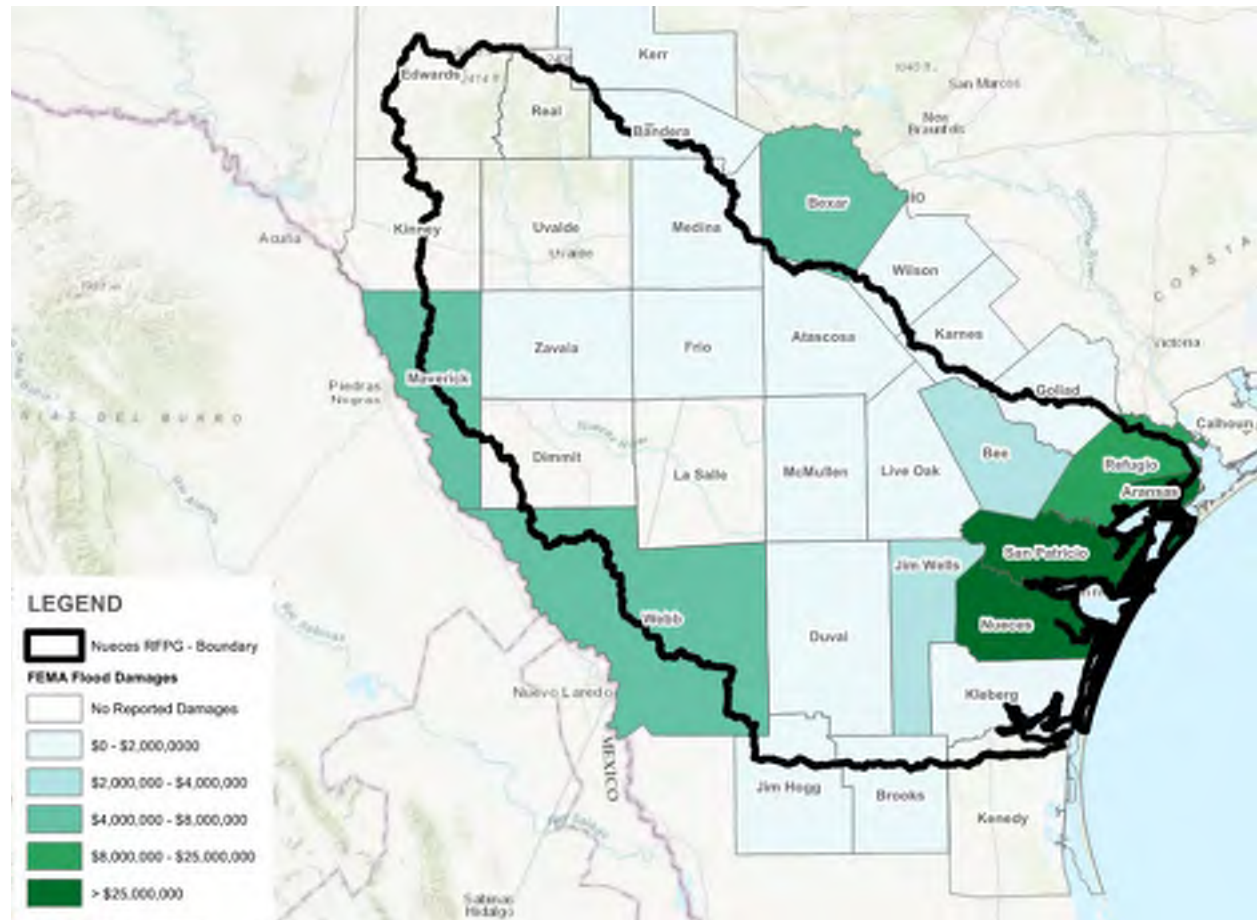 Kerr
Edwards
2474 ft
Real
San Marcos
New
Braunfels
Bandera
Bexar
Acuña
Kinney
Uvalde
Uvalde
Medina
Wilson
COASTA
Zavala
Frio
Atascosa
Karnes
Victoria
Piedras
Negras
Maverick
Goliad
Calhoun
Dimmit
La Salle
McMullen
Live Oak
Bee
Refugio
Aransas
San Patricio
Jim Wells
Webb
Duval
Nueces
Nuevo Laredo
Kleberg
MEXICO
Jim Hogg
Brooks
Kenedy
Sabinas
Hidalgo
LEGEND
Nueces RFPG - Boundary
FEMA Flood Damages
No Reported Damages
$0 - $2,000,0000
$2,000,000 - $4,000,000
$4,000,000 - $8,000,000
$8,000,000 - $25,000,000
> $25,000,000